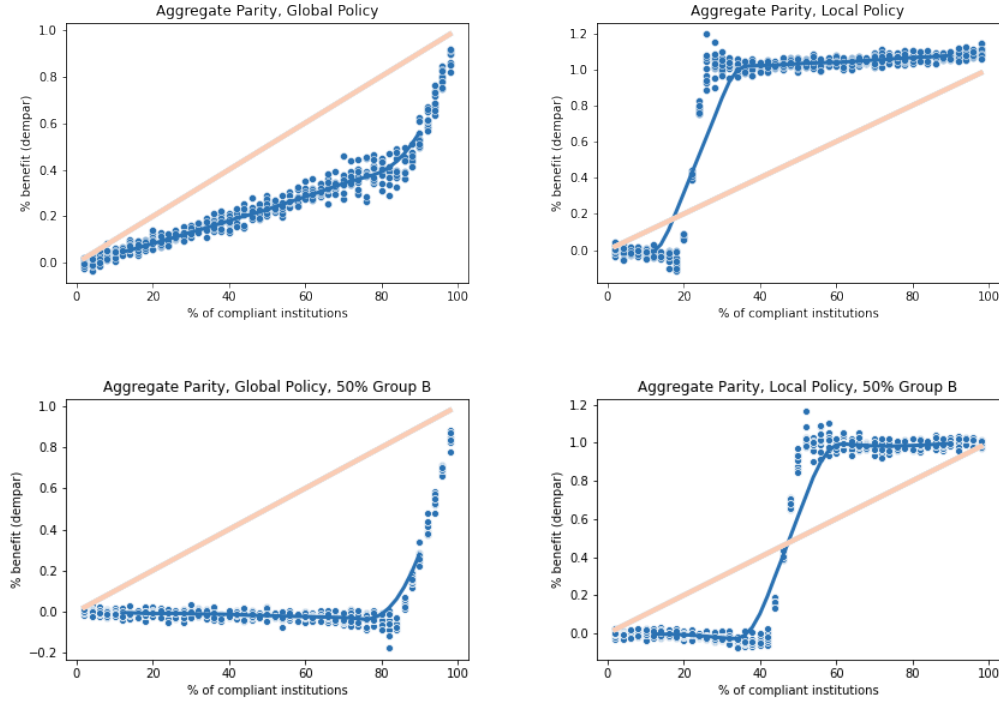 Aggregate Parity, Global Policy
1.0
0.8
0.6
0.4
0.2
0.0
% benefit (dempar)
0 20 40 60 80 100
% of compliant institutions
Aggregate Parity, Local Policy
1.2
1.0
0.8
0.6
0.4
0.2
0.0
% benefit (dempar)
0 20 40 60 80 100
% of compliant institutions
Aggregate Parity, Global Policy, 50% Group B
1.0
0.8
0.6
0.4
0.2
0.0
−0.2
% benefit (dempar)
0 20 40 60 80 100
% of compliant institutions
Aggregate Parity, Local Policy, 50% Group B
1.2
1.0
0.8
0.6
0.4
0.2
0.0
% benefit (dempar)
0 20 40 60 80 100
% of compliant institutions